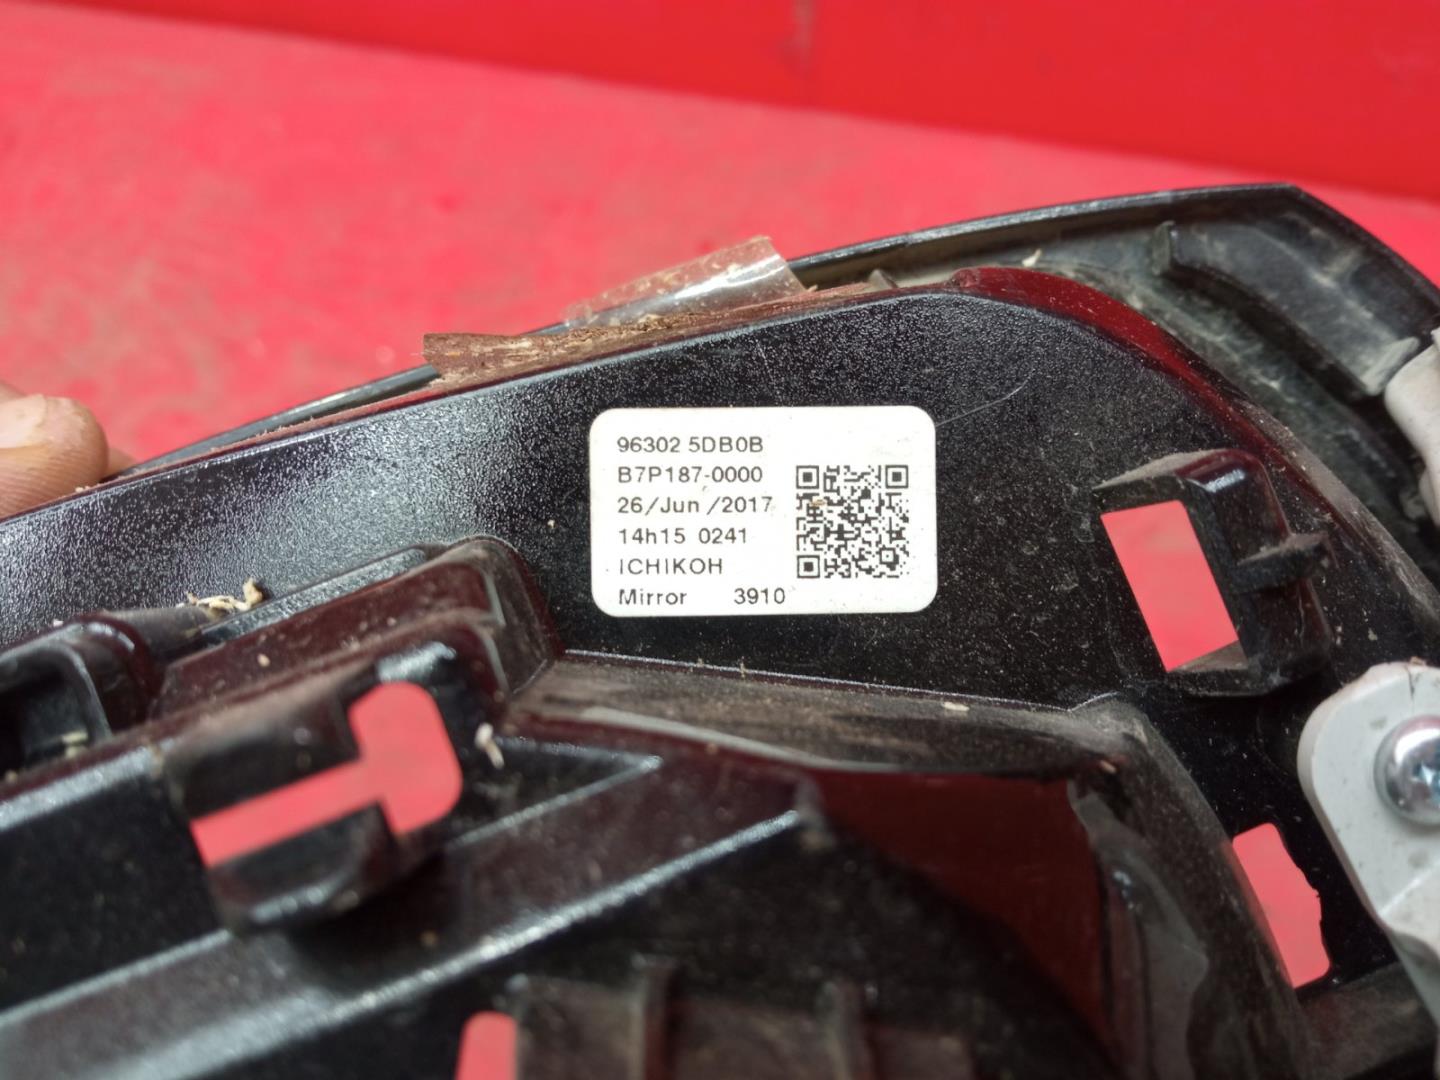 96302 5DB0B
B7P187-0000
26/Jun/2017
14h15 0241
ICHIKOH
Mirror 3910